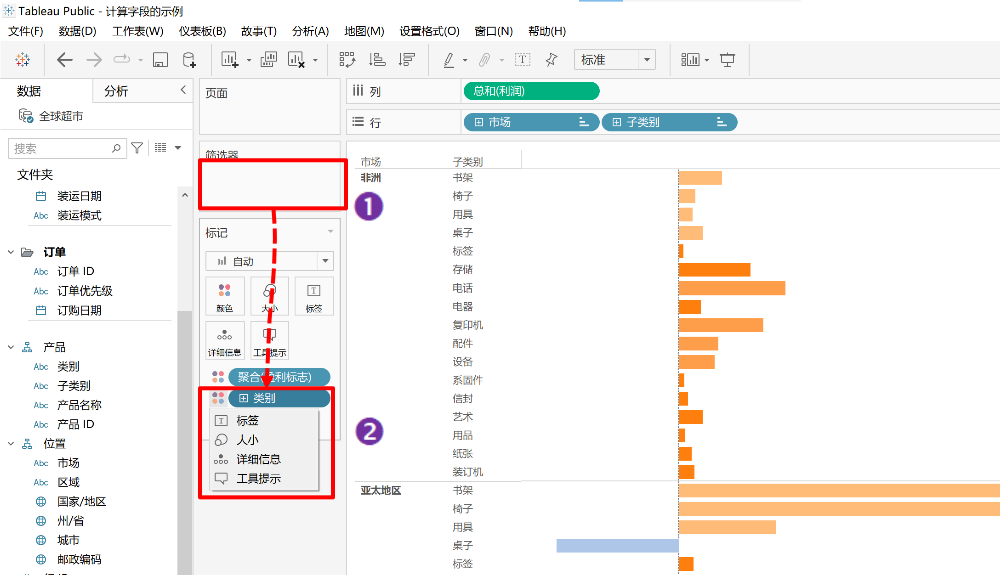 Tableau Public - 计算字段的示例
文件(F) 数据(D) 工作表(W) 仪表板(B) 故事(T) 分析(A) 地图(M) 设置格式(O) 窗口(N) 帮助(H)
标准
数据 分析
全球超市
搜索
文件夹
装运日期
Abc 装运模式
订单
Abc 订单 ID
Abc 订单优先级
订购日期
产品
Abc 类别
Abc 子类别
Abc 产品名称
Abc 产品 ID
位置
Abc 市场
Abc 区域
国家/地区
州/省
城市
邮政编码
页面
筛选器
标记
自动
颜色 大小 标签
详细信息 工具提示
聚合(盈利标志)
类别
标签
大小
详细信息
工具提示
1
2
列 总和(利润)
行 市场 子类别
市场 子类别
非洲 书架
椅子
用具
桌子
标签
存储
电话
电器
复印机
配件
设备
系固件
信封
艺术
用品
纸张
装订机
亚太地区 书架
椅子
用具
桌子
标签